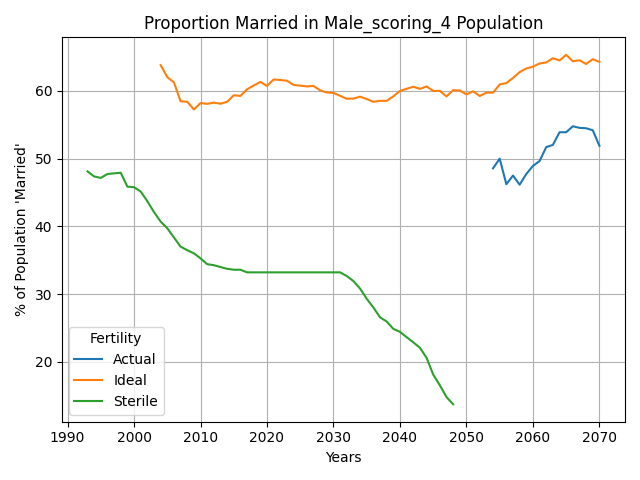 Proportion Married in Male_scoring_4 Population
% of Population 'Married'
60
50
40
30
20
Fertility
Actual
Ideal
Sterile
1990 2000 2010 2020 2030 2040 2050 2060 2070
Years